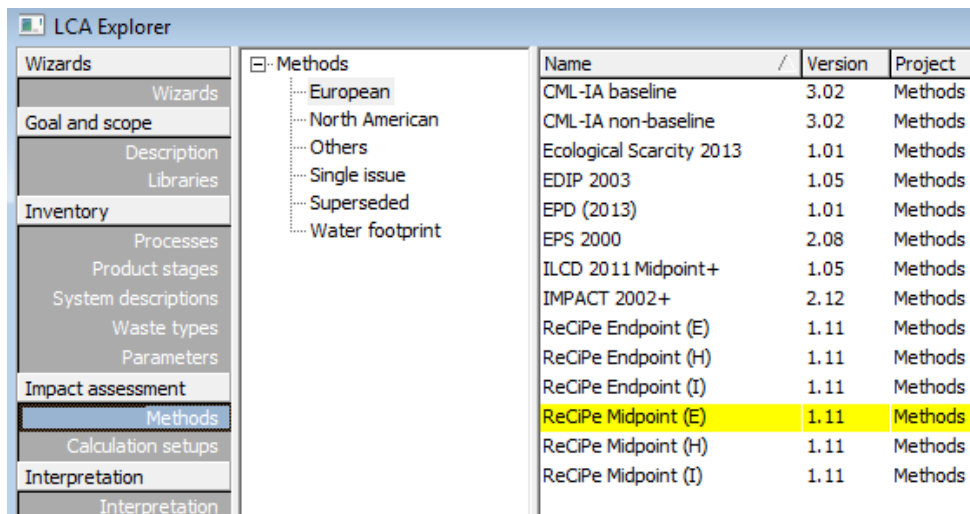 LCA Explorer
Wizards
Wizards
Goal and scope
Description
Libraries
Inventory
Processes
Product stages
System descriptions
Waste types
Parameters
Impact assessment
Methods
Calculation setups
Interpretation
Interpretation
Methods
European
North American
Others
Single issue
Superseded
Water footprint
Name Version Project
CML-IA baseline 3.02 Methods
CML-IA non-baseline 3.02 Methods
Ecological Scarcity 2013 1.01 Methods
EDIP 2003 1.05 Methods
EPD (2013) 1.01 Methods
EPS 2000 2.08 Methods
ILCD 2011 Midpoint+ 1.05 Methods
IMPACT 2002+ 2.12 Methods
ReCiPe Endpoint (E) 1.11 Methods
ReCiPe Endpoint (H) 1.11 Methods
ReCiPe Endpoint (I) 1.11 Methods
ReCiPe Midpoint (E) 1.11 Methods
ReCiPe Midpoint (H) 1.11 Methods
ReCiPe Midpoint (I) 1.11 Methods